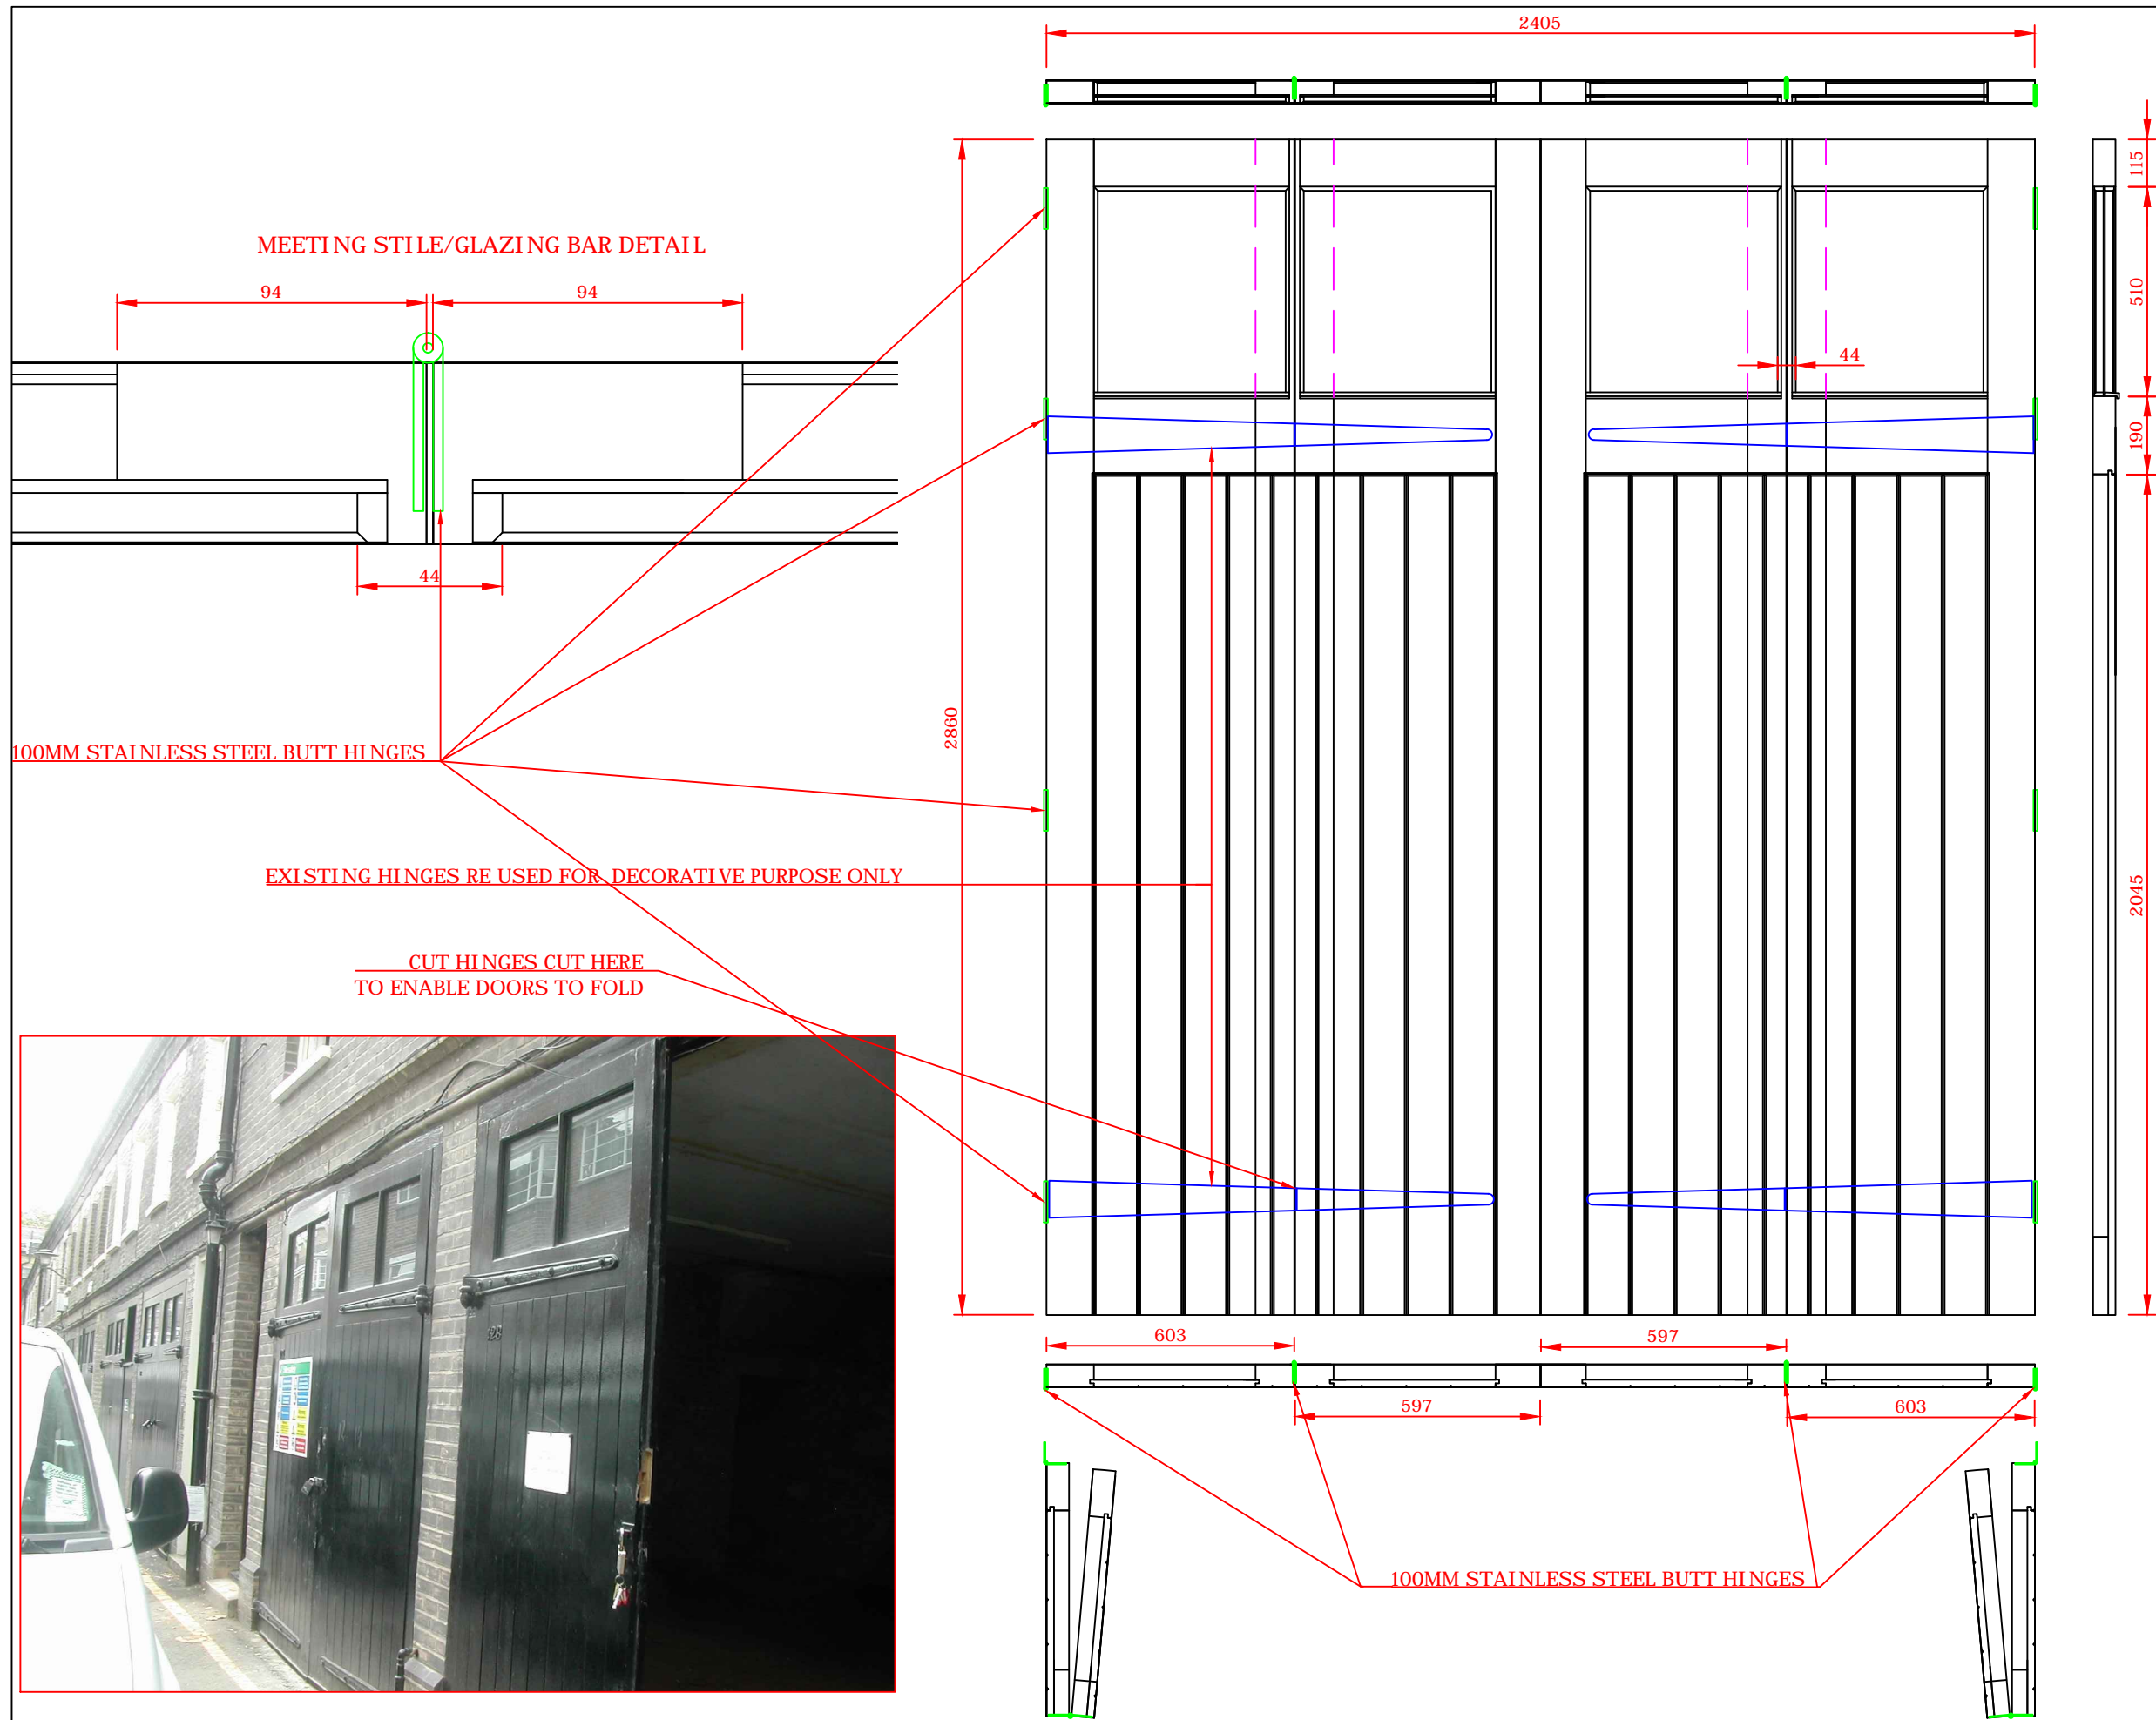 2405
115
MEETING STILE/GLAZING BAR DETAIL
94
94
510
44
190
44
2860
100MM STAINLESS STEEL BUTT HINGES
EXISTING HINGES RE USED FOR DECORATIVE PURPOSE ONLY
2045
CUT HINGES CUT HERE
TO ENABLE DOORS TO FOLD
603
597
597
603
100MM STAINLESS STEEL BUTT HINGES